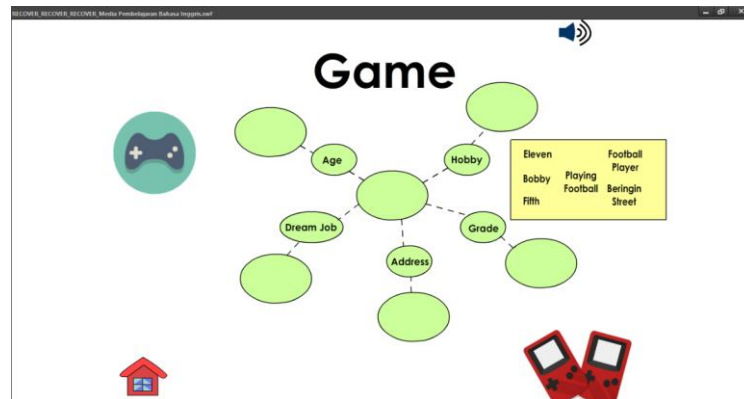 RECOVER_RECOVER_RECOVER_Media Pembelajaran Bahasa Inggris.swf
Game
Age
Hobby
Dream Job
Address
Grade
Eleven
Bobby
Fifth
Playing
Football
Football
Player
Beringin
Street